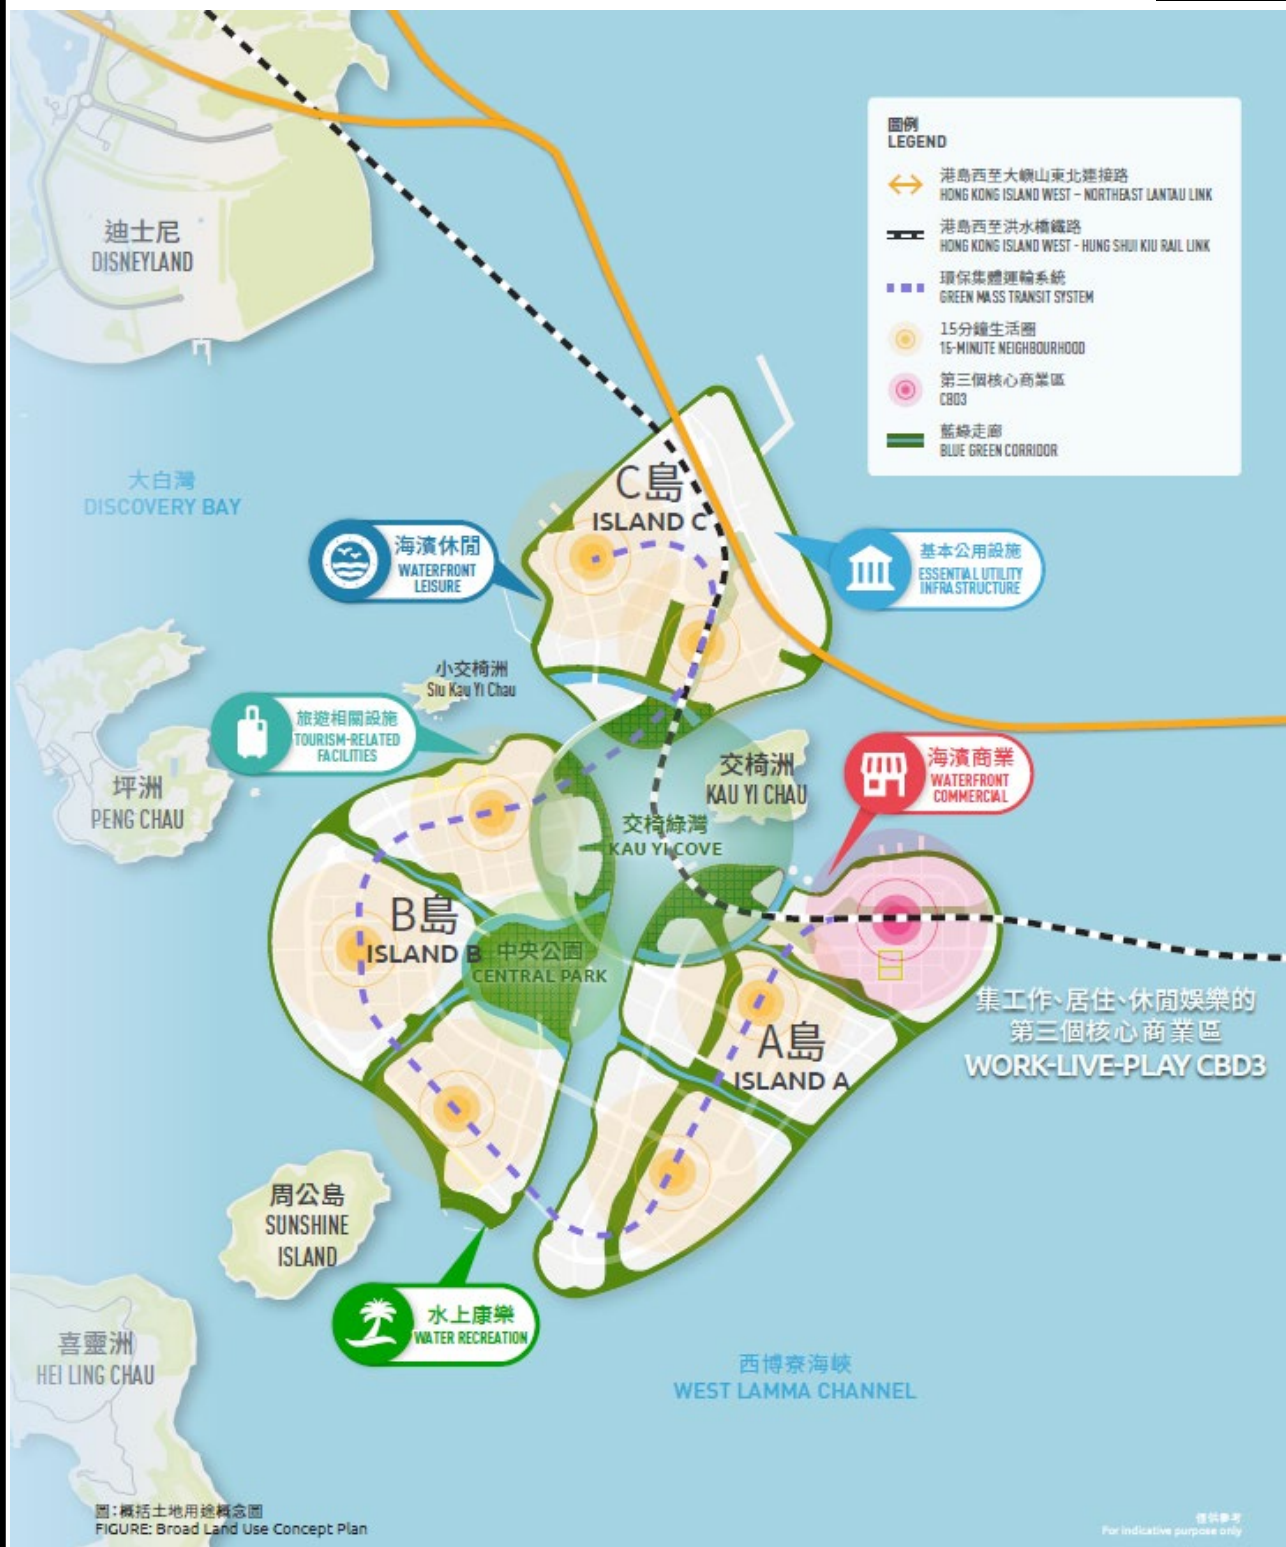 迪士尼
DISNEYLAND
圖例
LEGEND
港島西至大嶼山東北連接路
HONG KONG ISLAND WEST – NORTHEAST LANTAU LINK
港島西至洪水橋鐵路
HONG KONG ISLAND WEST - HUNG SHUI KIU RAIL LINK
環保集體運輸系統
GREEN MASS TRANSIT SYSTEM
15分鐘生活圈
15-MINUTE NEIGHBOURHOOD
第三個核心商業區
CBD3
藍綠走廊
BLUE GREEN CORRIDOR
大白灣
DISCOVERY BAY
C島
ISLAND C
海濱休閒
WATERFRONT
LEISURE
基本公用設施
ESSENTIAL UTILITY
INFRASTRUCTURE
小交椅洲
Siu Kau Yi Chau
旅遊相關設施
TOURISM-RELATED
FACILITIES
坪洲
PENG CHAU
交椅洲
KAU YI CHAU
海濱商業
WATERFRONT
COMMERCIAL
交椅綠灣
KAU YI COVE
B島
ISLAND B
中央公園
CENTRAL PARK
A島
ISLAND A
集工作、居住、休閒娛樂的
第三個核心商業區
WORK-LIVE-PLAY CBD3
周公島
SUNSHINE
ISLAND
水上康樂
WATER RECREATION
喜靈洲
HEI LING CHAU
西博寮海峽
WEST LAMMA CHANNEL
圖：概括土地用途概念圖
FIGURE: Broad Land Use Concept Plan
僅供參考
For indicative purpose only